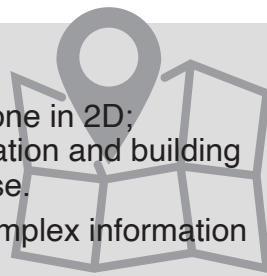 one in 2D;
ation and building
se.
mplex information